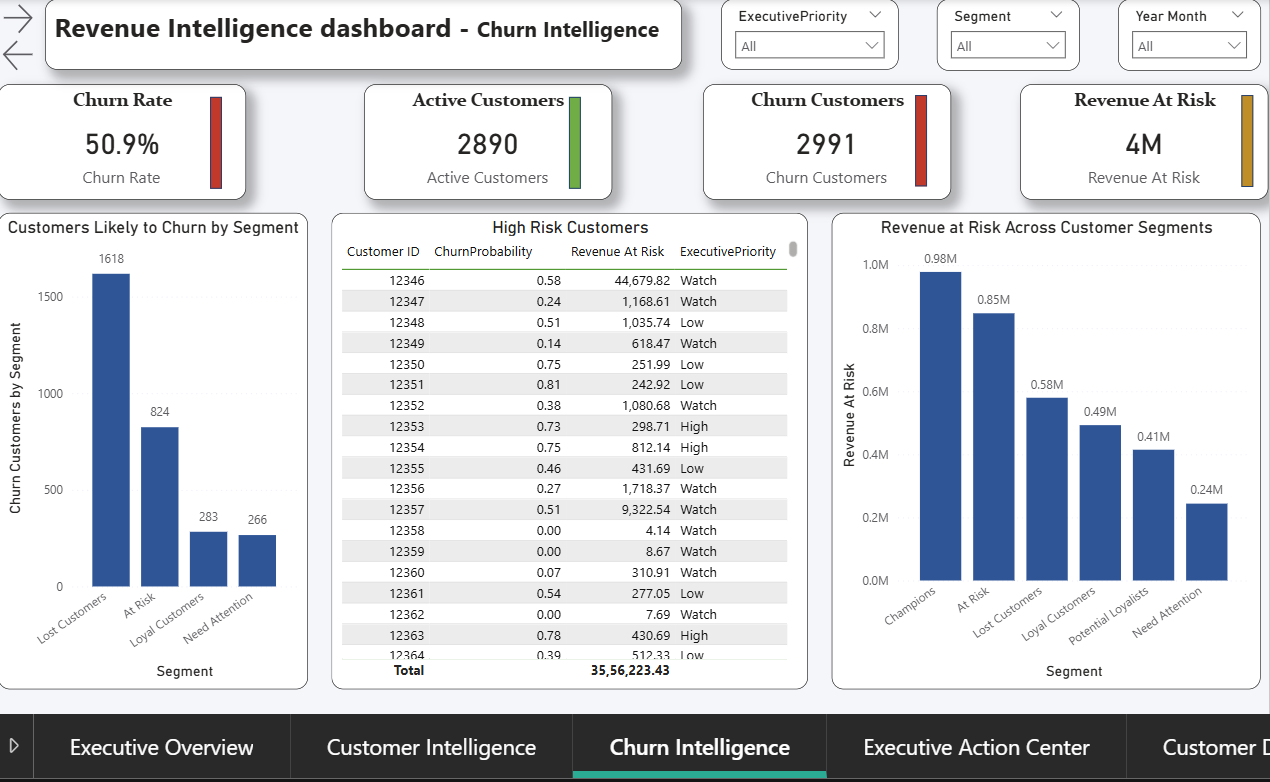 Revenue Intelligence dashboard - Churn Intelligence
ExecutivePriority
All
Segment
All
Year Month
All
Churn Rate
50.9%
Churn Rate
Active Customers
2890
Active Customers
Churn Customers
2991
Churn Customers
Revenue At Risk
4M
Revenue At Risk
Customers Likely to Churn by Segment
Churn Customers by Segment
1500
1000
500
0
1618
824
283
266
Lost Customers
At Risk
Loyal Customers
Need Attention
Segment
High Risk Customers
Customer ID ChurnProbability Revenue At Risk ExecutivePriority
12346 0.58 44,679.82 Watch
12347 0.24 1,168.61 Watch
12348 0.51 1,035.74 Low
12349 0.14 618.47 Watch
12350 0.75 251.99 Low
12351 0.81 242.92 Low
12352 0.38 1,080.68 Watch
12353 0.73 298.71 High
12354 0.75 812.14 High
12355 0.46 431.69 Low
12356 0.27 1,718.37 Watch
12357 0.51 9,322.54 Watch
12358 0.00 4.14 Watch
12359 0.00 8.67 Watch
12360 0.07 310.91 Watch
12361 0.54 277.05 Low
12362 0.00 7.69 Watch
12363 0.78 430.69 High
12364 0.39 512.33 Low
Total 35,56,223.43
Revenue at Risk Across Customer Segments
Revenue At Risk
1.0M
0.8M
0.6M
0.4M
0.2M
0.0M
0.98M
0.85M
0.58M
0.49M
0.41M
0.24M
Champions
At Risk
Lost Customers
Loyal Customers
Potential Loyalists
Need Attention
Segment
Executive Overview
Customer Intelligence
Churn Intelligence
Executive Action Center
Customer D